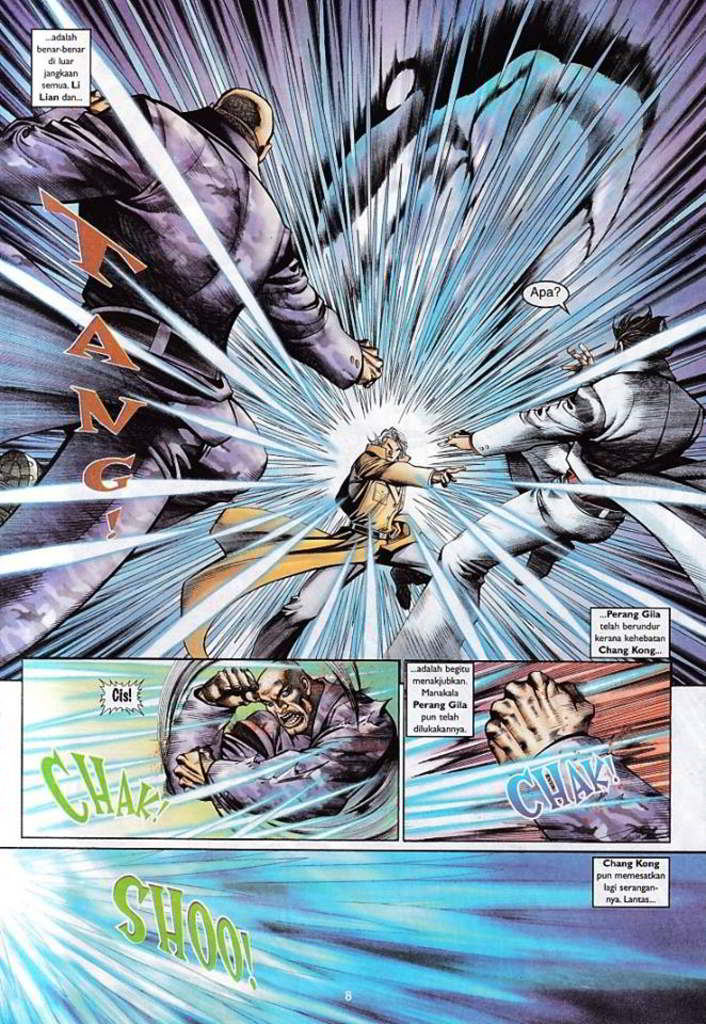 ...adalah
benar-benar
di luar
jangkaan
semua. Li
Lian dan...
TANG!
Apa?
...Perang Gila
telah berundur
kerana kehebatan
Chang Kong...
Cis!
CHAK!
...adalah begitu
menakjubkan.
Manakala
Perang Gila
pun telah
dilukakannya.
CHAK!
Chang Kong
pun memesatkan
lagi serangan-
nya. Lantas...
SHOO!
8